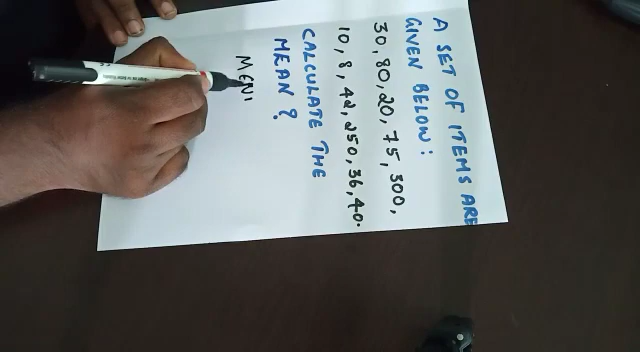 A SET OF ITEMS ARE
GIVEN BELOW:
30, 80, 20, 75, 300,
10, 8, 42, 250, 36, 40.
CALCULATE THE
MEAN?
MENI